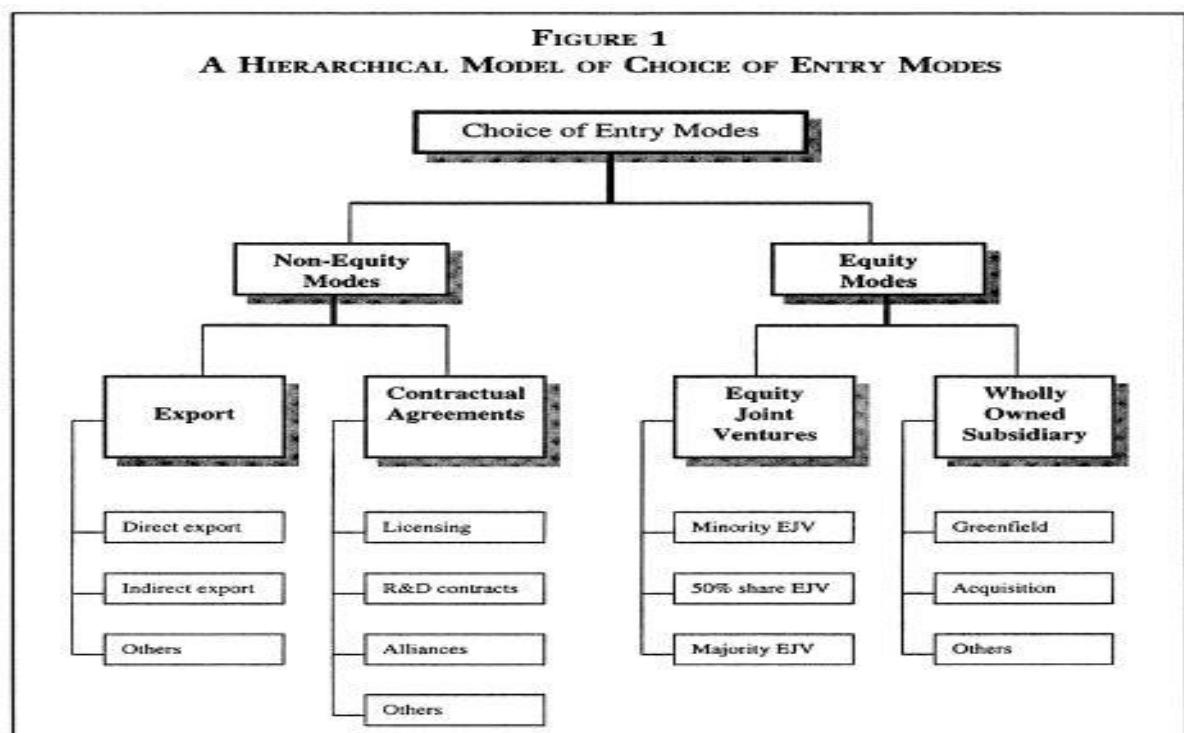 FIGURE 1
A HIERARCHICAL MODEL OF CHOICE OF ENTRY MODES
Choice of Entry Modes
Non-Equity
Modes
Equity
Modes
Export
Contractual
Agreements
Equity
Joint
Ventures
Wholly
Owned
Subsidiary
Direct export
Indirect export
Others
Licensing
R&D contracts
Alliances
Others
Minority EJV
50% share EJV
Majority EJV
Greenfield
Acquisition
Others